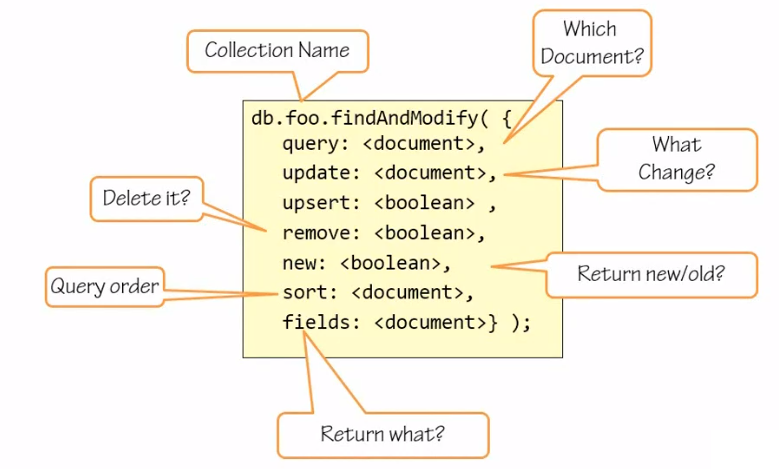 Collection Name
Which
Document?
db.foo.findAndModify( {
query: <document>,
update: <document>,
What
Change?
upsert: <boolean> ,
Delete it?
remove: <boolean>,
new: <boolean>,
Return new/old?
Query order
sort: <document>,
fields: <document>} );
Return what?